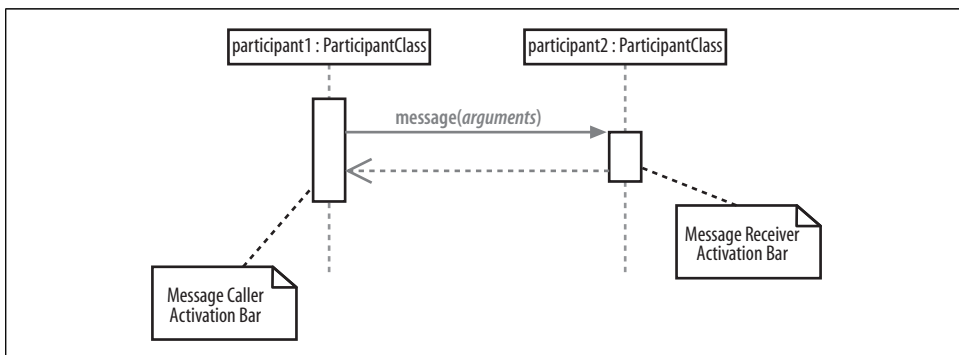 participant1 : ParticipantClass
participant2 : ParticipantClass
message(arguments)
Message Receiver
Activation Bar
Message Caller
Activation Bar